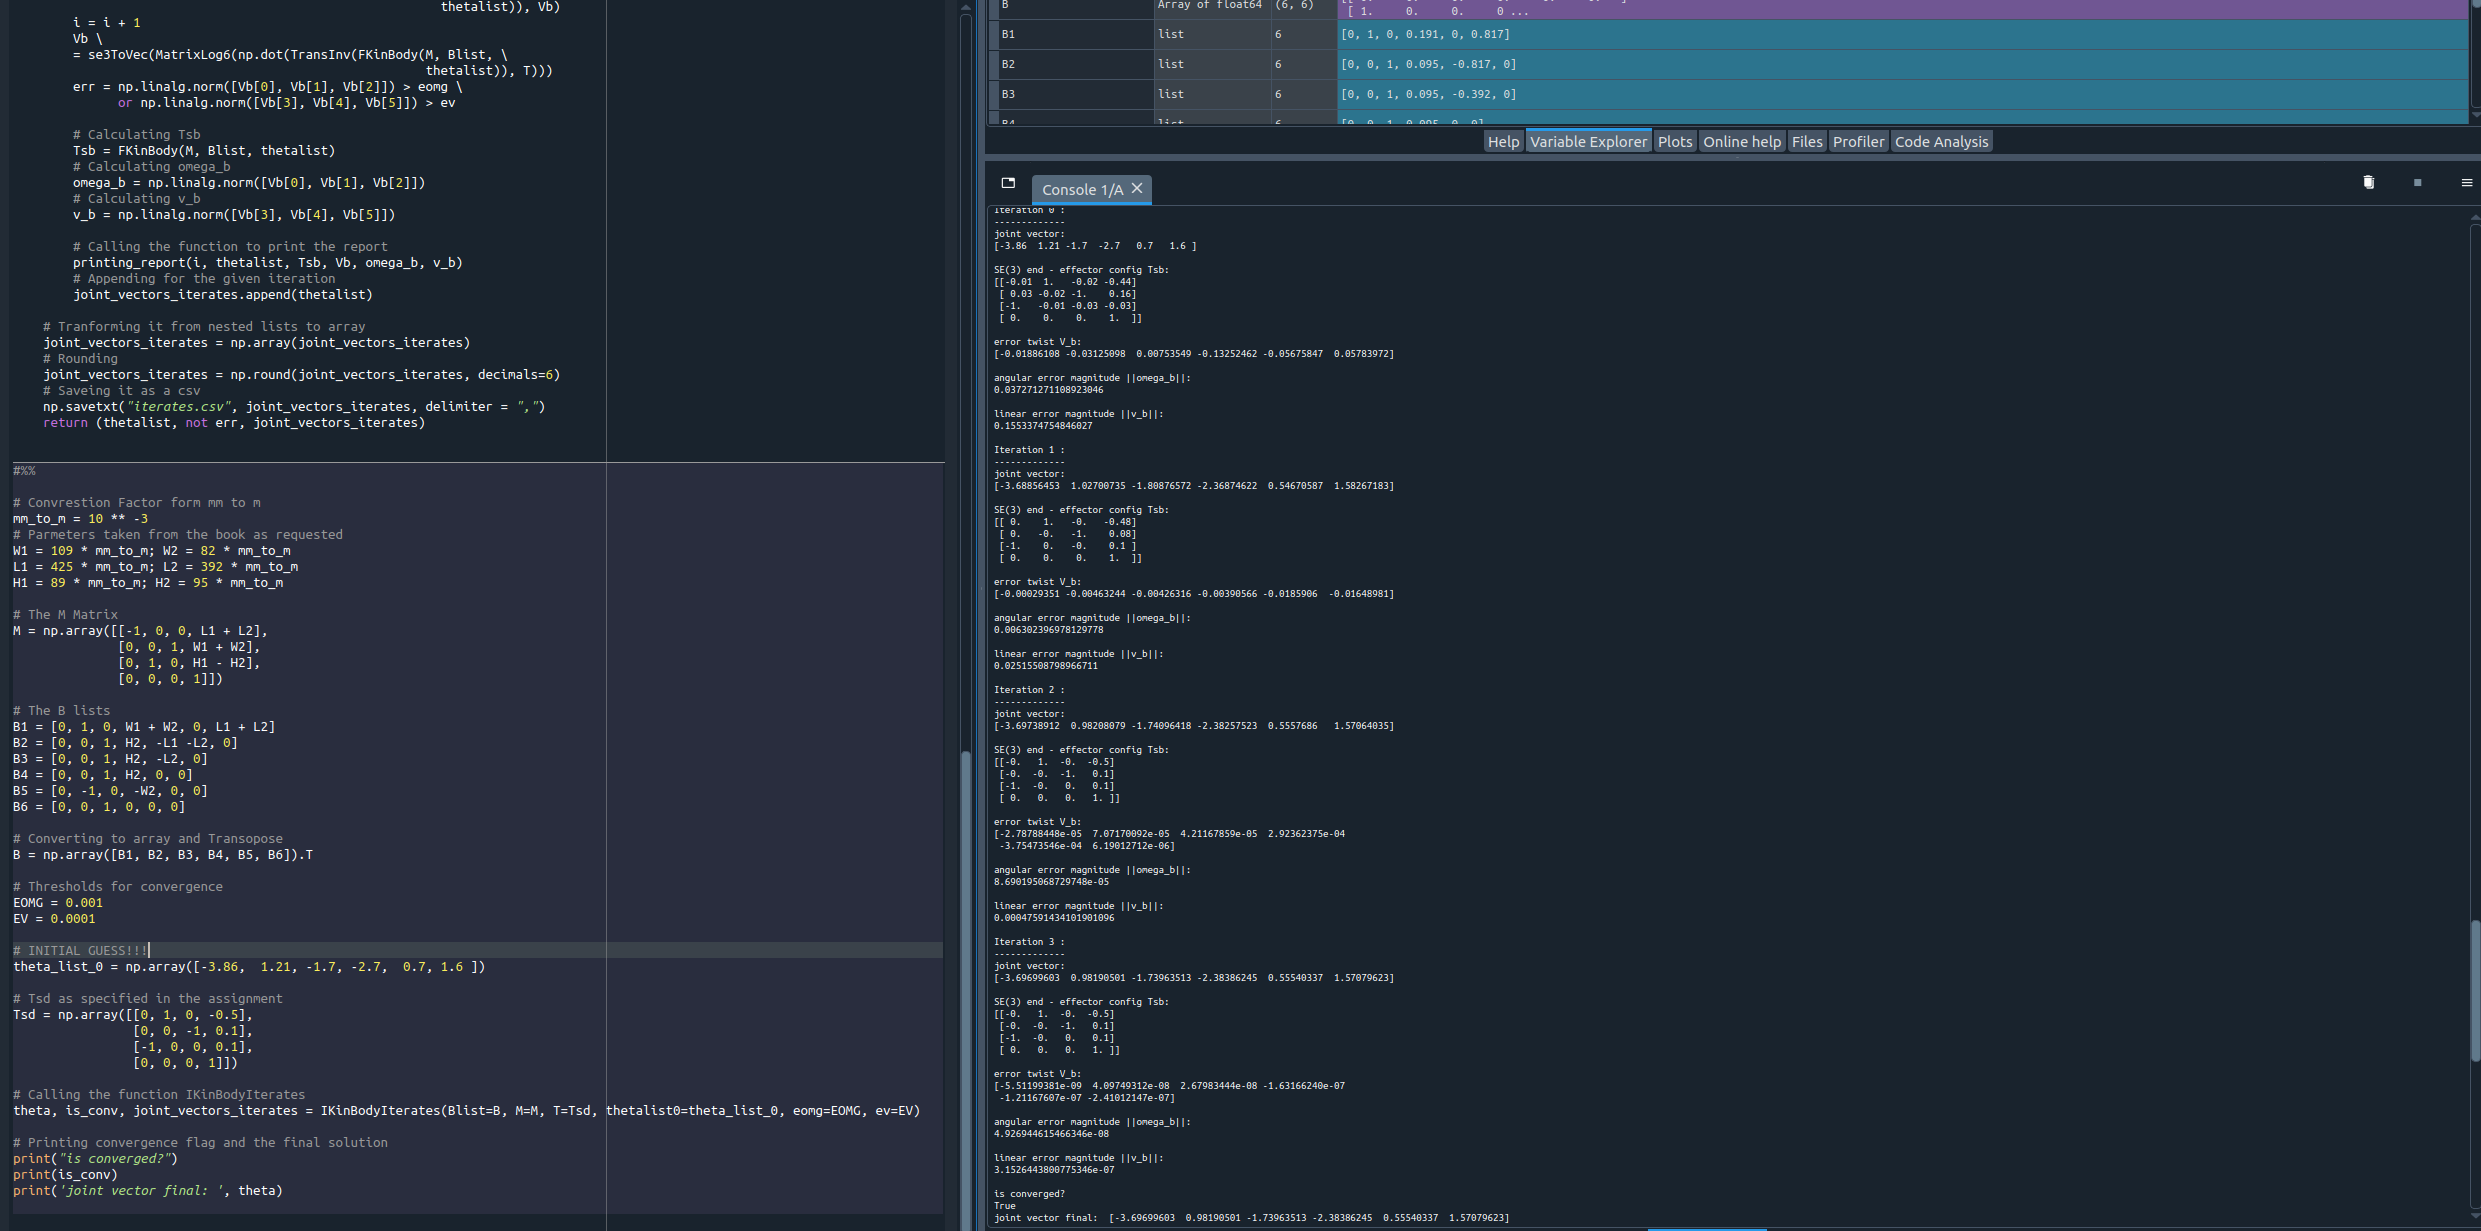 thetalist)), Vb)
i = i + 1
Vb \
= se3ToVec(MatrixLog6(np.dot(TransInv(FKinBody(M, Blist, \
thetalist)), T)))
err = np.linalg.norm([Vb[0], Vb[1], Vb[2]]) > eomg \
or np.linalg.norm([Vb[3], Vb[4], Vb[5]]) > ev
# Calculating Tsb
Tsb = FKinBody(M, Blist, thetalist)
# Calculating omega_b
omega_b = np.linalg.norm([Vb[0], Vb[1], Vb[2]])
# Calculating v_b
v_b = np.linalg.norm([Vb[3], Vb[4], Vb[5]])
# Calling the function to print the report
printing_report(i, thetalist, Tsb, Vb, omega_b, v_b)
# Appending for the given iteration
joint_vectors_iterates.append(thetalist)
# Tranforming it from nested lists to array
joint_vectors_iterates = np.array(joint_vectors_iterates)
# Rounding
joint_vectors_iterates = np.round(joint_vectors_iterates, decimals=6)
# Saveing it as a csv
np.savetxt("iterates.csv", joint_vectors_iterates, delimiter = ",")
return (thetalist, not err, joint_vectors_iterates)
#%%
# Convrestion Factor form mm to m
mm_to_m = 10 ** -3
# Parmeters taken from the book as requested
W1 = 109 * mm_to_m; W2 = 82 * mm_to_m
L1 = 425 * mm_to_m; L2 = 392 * mm_to_m
H1 = 89 * mm_to_m; H2 = 95 * mm_to_m
# The M Matrix
M = np.array([[-1, 0, 0, L1 + L2],
[0, 0, 1, W1 + W2],
[0, 1, 0, H1 - H2],
[0, 0, 0, 1]])
# The B lists
B1 = [0, 1, 0, W1 + W2, 0, L1 + L2]
B2 = [0, 0, 1, H2, -L1 -L2, 0]
B3 = [0, 0, 1, H2, -L2, 0]
B4 = [0, 0, 1, H2, 0, 0]
B5 = [0, -1, 0, -W2, 0, 0]
B6 = [0, 0, 1, 0, 0, 0]
# Converting to array and Transopose
B = np.array([B1, B2, B3, B4, B5, B6]).T
# Thresholds for convergence
EOMG = 0.001
EV = 0.0001
# INITIAL GUESS!!!
theta_list_0 = np.array([-3.86,  1.21, -1.7, -2.7,  0.7, 1.6 ])
# Tsd as specified in the assignment
Tsd = np.array([[0, 1, 0, -0.5],
[0, 0, -1, 0.1],
[-1, 0, 0, 0.1],
[0, 0, 0, 1]])
# Calling the function IKinBodyIterates
theta, is_conv, joint_vectors_iterates = IKinBodyIterates(Blist=B, M=M, T=Tsd, thetalist0=theta_list_0, eomg=EOMG, ev=EV)
# Printing convergence flag and the final solution
print("is converged?")
print(is_conv)
print('joint vector final: ', theta)
B Array of float64 (6, 6)
[ 1. 0. 0. 0 ...
B1 list 6 [0, 1, 0, 0.191, 0, 0.817]
B2 list 6 [0, 0, 1, 0.095, -0.817, 0]
B3 list 6 [0, 0, 1, 0.095, -0.392, 0]
B4 list 6 [0, 0, 1, 0.095, 0, 0]
Help Variable Explorer Plots Online help Files Profiler Code Analysis
Console 1/A
Iteration 0 :
-------------
joint vector:
[-3.86  1.21 -1.7  -2.7   0.7   1.6 ]
SE(3) end - effector config Tsb:
[[-0.01  1.   -0.02 -0.44]
[ 0.03 -0.02 -1.    0.16]
[-1.   -0.01 -0.03 -0.03]
[ 0.    0.    0.    1.  ]]
error twist V_b:
[-0.01886108 -0.03125098  0.00753549 -0.13252462 -0.05675847  0.05783972]
angular error magnitude ||omega_b||:
0.037271271108923046
linear error magnitude ||v_b||:
0.1553374754846027
Iteration 1 :
-------------
joint vector:
[-3.68856453  1.02700735 -1.80876572 -2.36874622  0.54670587  1.58267183]
SE(3) end - effector config Tsb:
[[ 0.    1.   -0.   -0.48]
[ 0.   -0.   -1.    0.08]
[-1.    0.   -0.    0.1 ]
[ 0.    0.    0.    1.  ]]
error twist V_b:
[-0.00029351 -0.00463244 -0.00426316 -0.00390566 -0.0185906  -0.01648981]
angular error magnitude ||omega_b||:
0.006302396978129778
linear error magnitude ||v_b||:
0.02515508798966711
Iteration 2 :
-------------
joint vector:
[-3.69738912  0.98208079 -1.74096418 -2.38257523  0.5557686   1.57064035]
SE(3) end - effector config Tsb:
[[-0.   1.  -0.  -0.5]
[-0.  -0.  -1.   0.1]
[-1.  -0.   0.   0.1]
[ 0.   0.   0.   1. ]]
error twist V_b:
[-2.78788448e-05  7.07170092e-05  4.21167859e-05  2.92362375e-04
-3.75473546e-04  6.19012712e-06]
angular error magnitude ||omega_b||:
8.690195068729748e-05
linear error magnitude ||v_b||:
0.00047591434101901096
Iteration 3 :
-------------
joint vector:
[-3.69699603  0.98190501 -1.73963513 -2.38386245  0.55540337  1.57079623]
SE(3) end - effector config Tsb:
[[-0.   1.  -0.  -0.5]
[-0.  -0.  -1.   0.1]
[-1.  -0.   0.   0.1]
[ 0.   0.   0.   1. ]]
error twist V_b:
[-5.51199381e-09  4.09749312e-08  2.67983444e-08 -1.63166240e-07
-1.21167607e-07 -2.41012147e-07]
angular error magnitude ||omega_b||:
4.926944615466346e-08
linear error magnitude ||v_b||:
3.1526443800775346e-07
is converged?
True
joint vector final:  [-3.69699603  0.98190501 -1.73963513 -2.38386245  0.55540337  1.57079623]